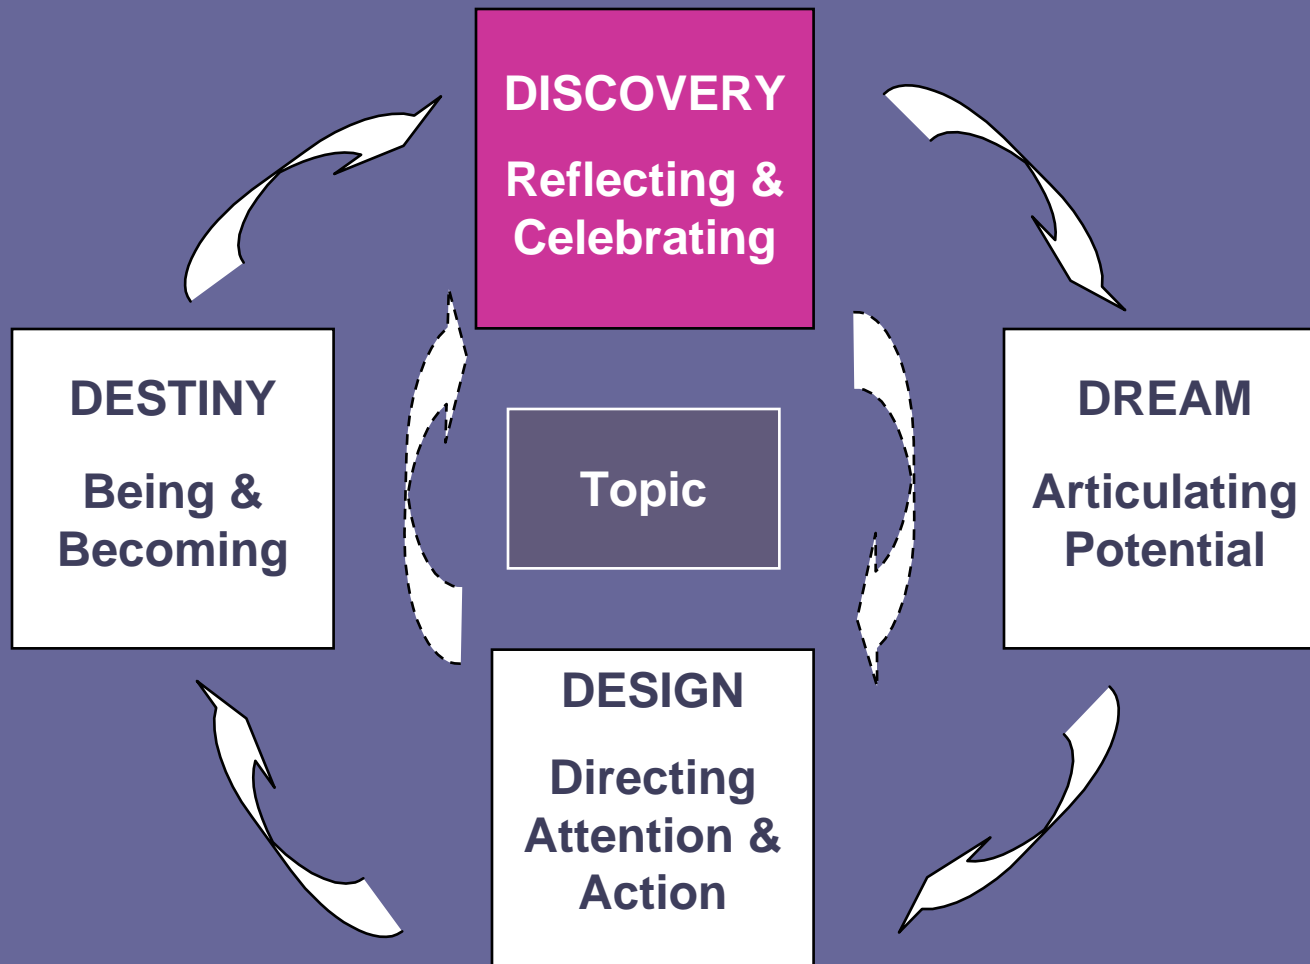 DISCOVERY
Reflecting &
Celebrating
DESTINY
Being &
Becoming
Topic
DREAM
Articulating
Potential
DESIGN
Directing
Attention &
Action